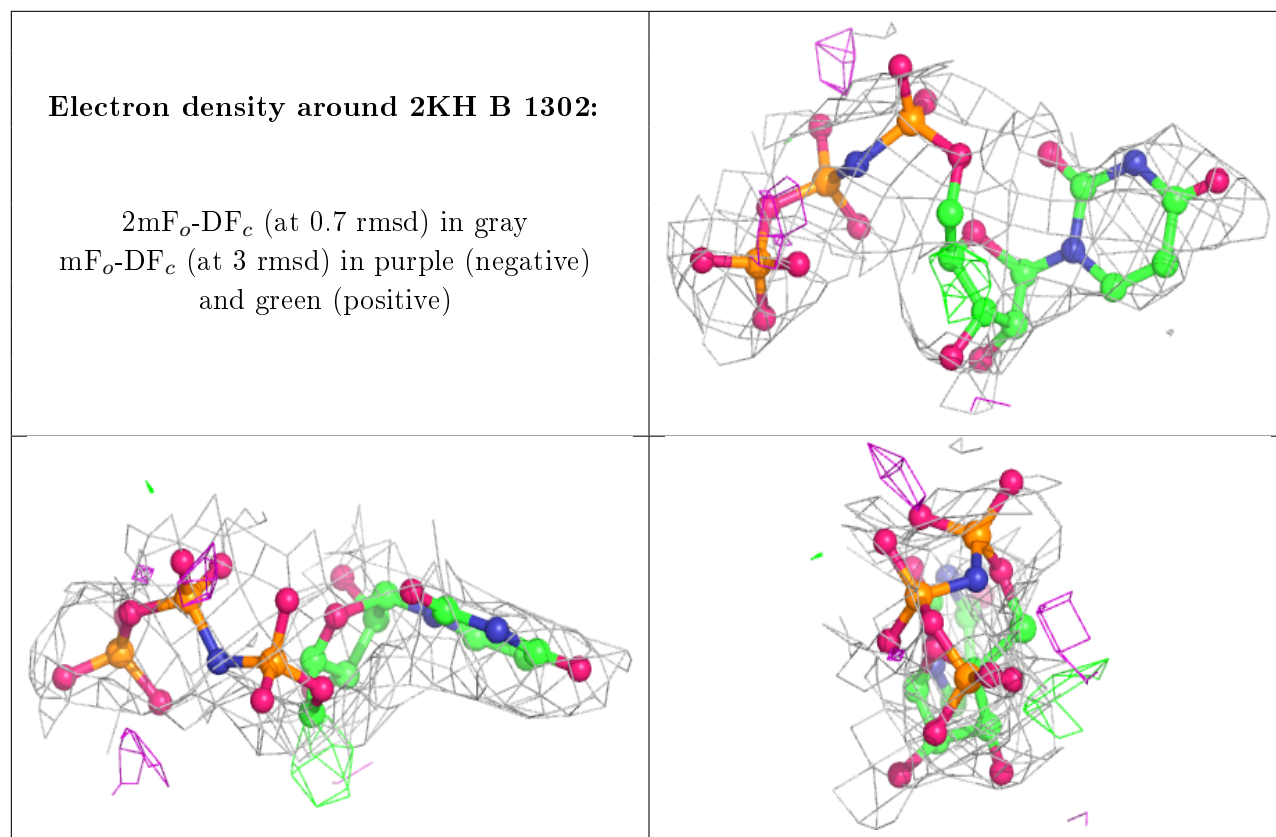 Electron density around 2KH B 1302:
2mFₒ-DF𝒸 (at 0.7 rmsd) in gray
mFₒ-DF𝒸 (at 3 rmsd) in purple (negative)
and green (positive)